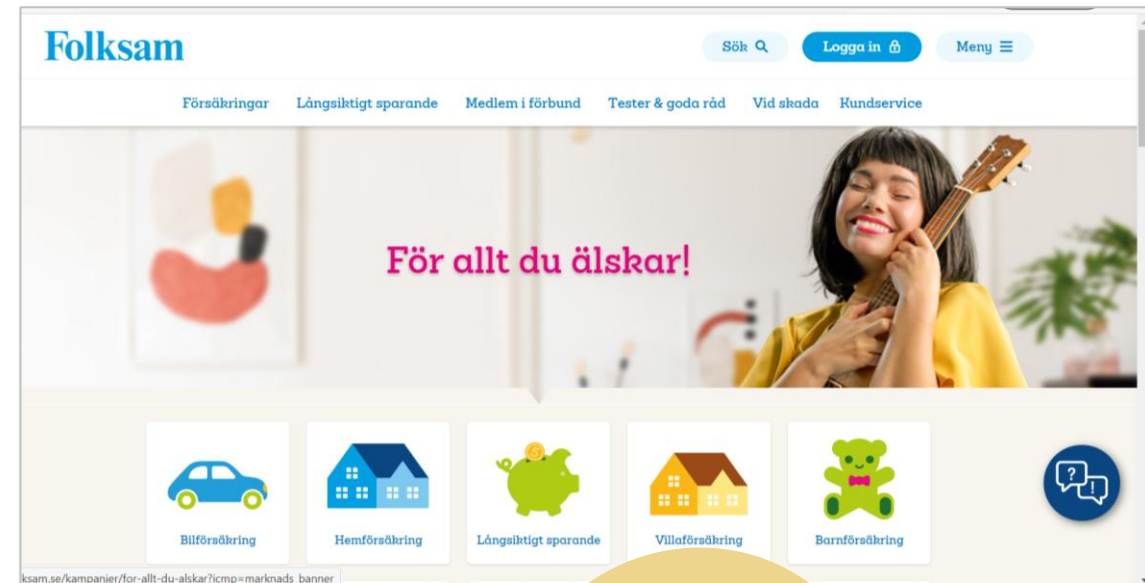 Folksam
Sök
Logga in
Meny
Försäkringar Långsiktigt sparande Medlem i förbund Tester & goda råd Vid skada Kundservice
För allt du älskar!
? !
Bilförsäkring Hemförsäkring Långsiktigt sparande Villaförsäkring Barnförsäkring
ksam.se/kampanjer/for-allt-du-alskar?icmp=marknads_banner